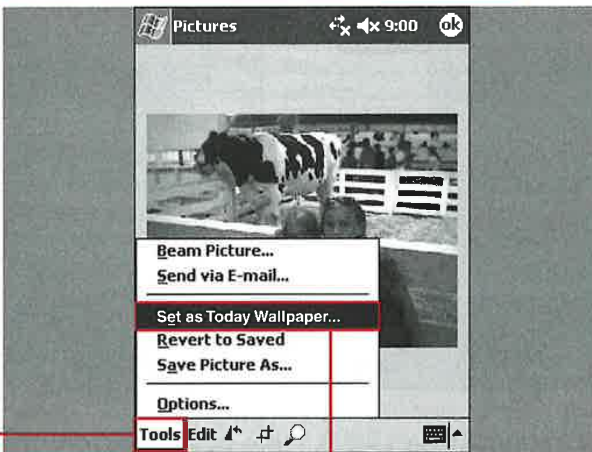 Pictures 9:00 ok
Beam Picture...
Send via E-mail...
Set as Today Wallpaper...
Revert to Saved
Save Picture As...
Options...
Tools Edit